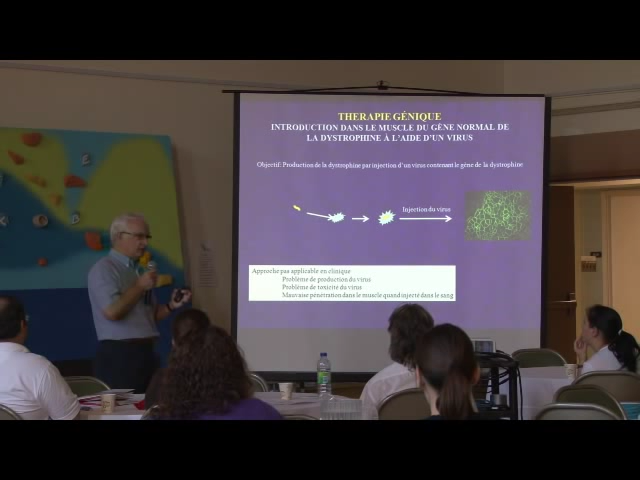 THERAPIE GÉNIQUE
INTRODUCTION DANS LE MUSCLE DU GÈNE NORMAL DE
LA DYSTROPHINE À L'AIDE D'UN VIRUS
Objectif: Production de la dystrophine par injection d'un virus contenant le gène de la dystrophine
Injection du virus
Approche pas applicable en clinique
Problème de production du virus
Problème de toxicité du virus
Mauvaise pénétration dans le muscle quand injecté dans le sang